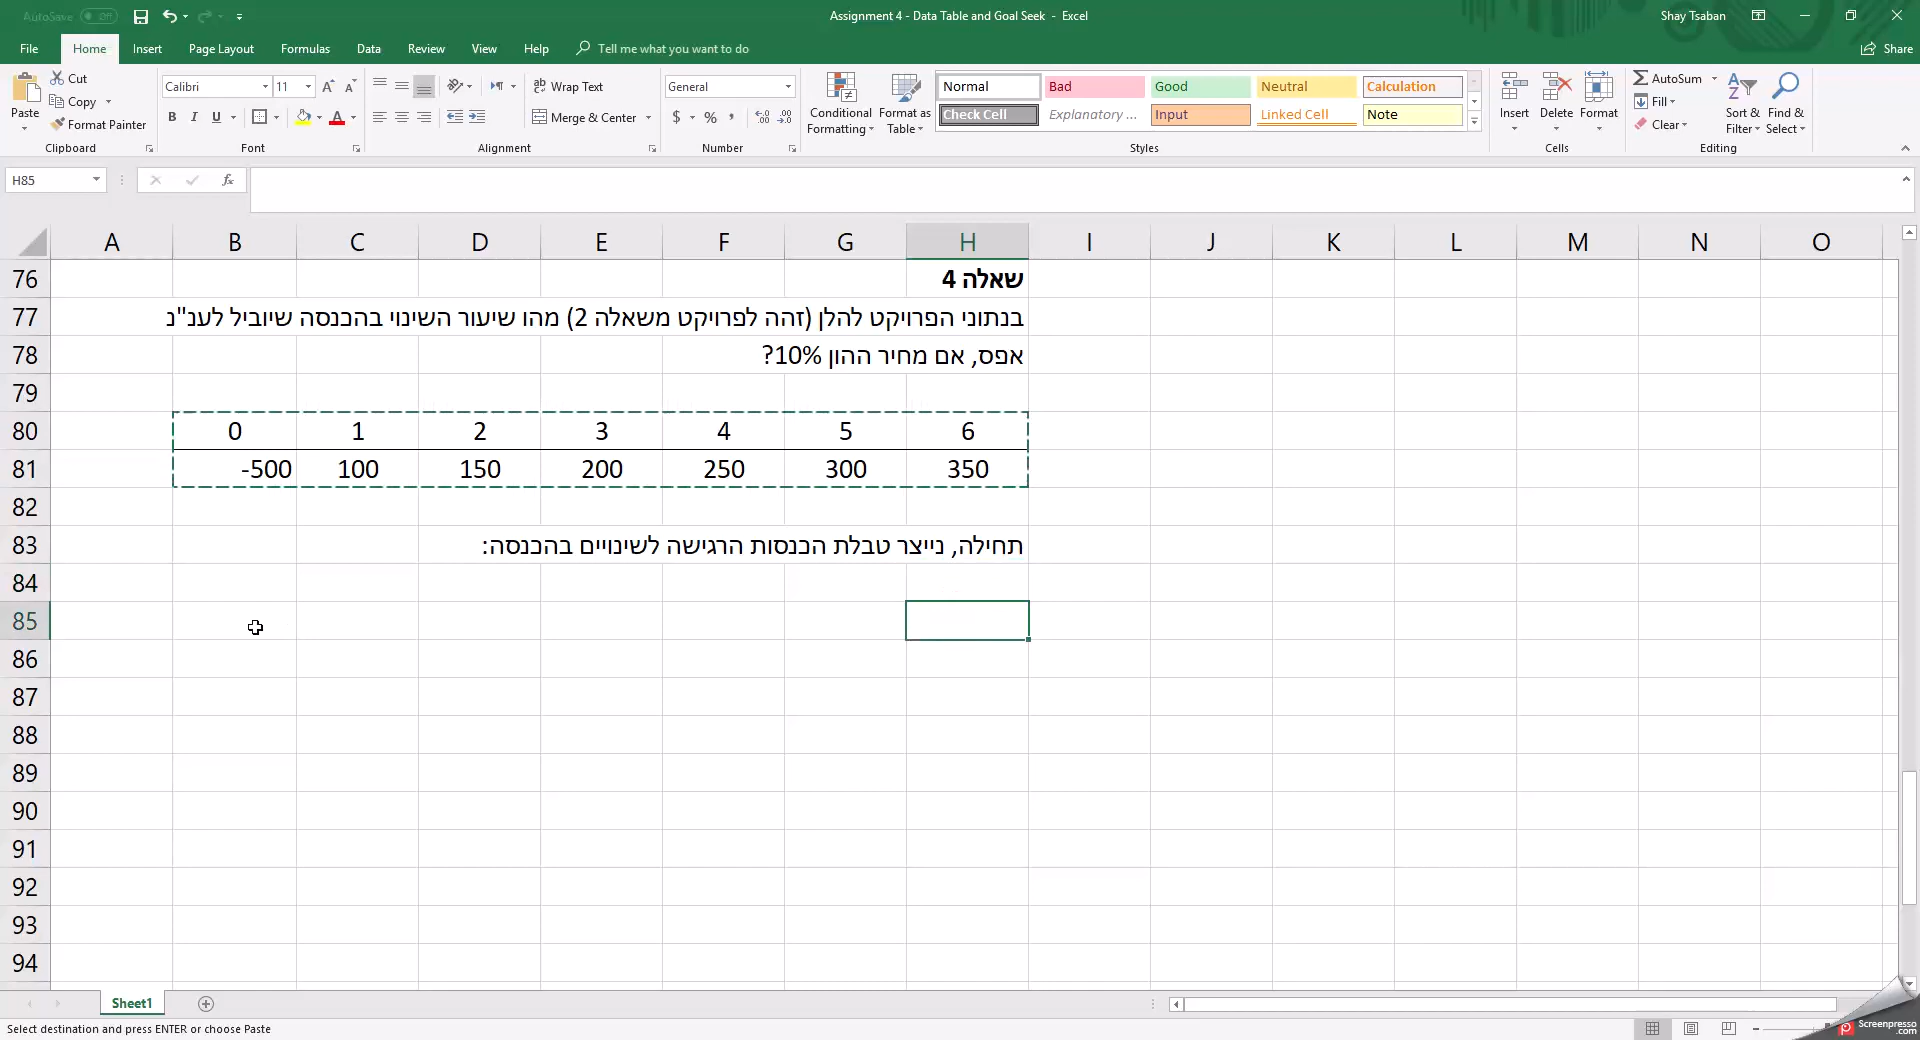 AutoSave Off
Assignment 4 - Data Table and Goal Seek - Excel
Shay Tsaban
File Home Insert Page Layout Formulas Data Review View Help Tell me what you want to do Share
Paste
Cut
Copy
Format Painter
Clipboard
Calibri 11
B I U
Font
Wrap Text
Merge & Center
Alignment
General
$ % ,
Number
Conditional Formatting
Format as Table
Normal Bad Good Neutral Calculation
Check Cell Explanatory ... Input Linked Cell Note
Styles
Insert Delete Format
Cells
AutoSum
Fill
Clear
Sort & Filter
Find & Select
Editing
H85
fx
A B C D E F G H I J K L M N O
76 שאלה 4
77 בנתוני הפרויקט להלן (זהה לפרויקט משאלה 2) מהו שיעור השינוי בהכנסה שיוביל לענ"נ
78 אפס, אם מחיר ההון 10%?
79
80 0 1 2 3 4 5 6
81 -500 100 150 200 250 300 350
82
83 תחילה, נייצר טבלת הכנסות הרגישה לשינויים בהכנסה:
84
85
86
87
88
89
90
91
92
93
94
Sheet1
Select destination and press ENTER or choose Paste
Screenpresso
.com